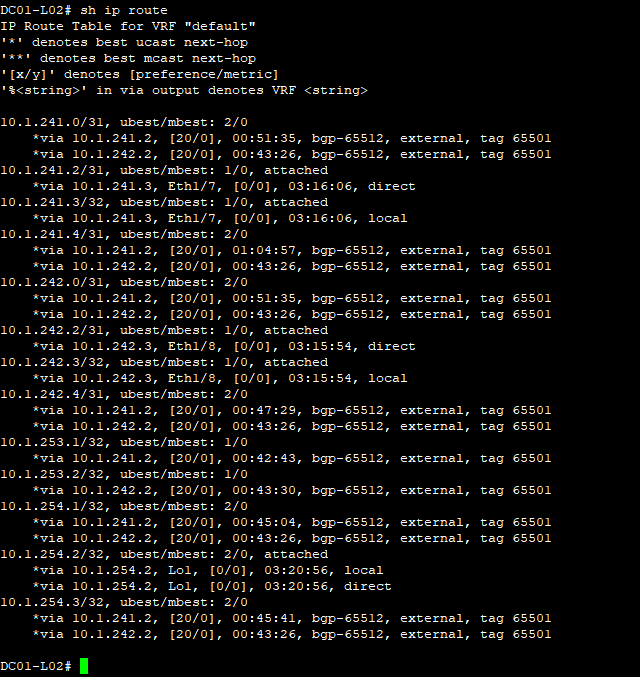 DC01-L02# sh ip route
IP Route Table for VRF "default"
'*' denotes best ucast next-hop
'**' denotes best mcast next-hop
'[x/y]' denotes [preference/metric]
'%<string>' in via output denotes VRF <string>

10.1.241.0/31, ubest/mbest: 2/0
    *via 10.1.241.2, [20/0], 00:51:35, bgp-65512, external, tag 65501
    *via 10.1.242.2, [20/0], 00:43:26, bgp-65512, external, tag 65501
10.1.241.2/31, ubest/mbest: 1/0, attached
    *via 10.1.241.3, Eth1/7, [0/0], 03:16:06, direct
10.1.241.3/32, ubest/mbest: 1/0, attached
    *via 10.1.241.3, Eth1/7, [0/0], 03:16:06, local
10.1.241.4/31, ubest/mbest: 2/0
    *via 10.1.241.2, [20/0], 01:04:57, bgp-65512, external, tag 65501
    *via 10.1.242.2, [20/0], 00:43:26, bgp-65512, external, tag 65501
10.1.242.0/31, ubest/mbest: 2/0
    *via 10.1.241.2, [20/0], 00:51:35, bgp-65512, external, tag 65501
    *via 10.1.242.2, [20/0], 00:43:26, bgp-65512, external, tag 65501
10.1.242.2/31, ubest/mbest: 1/0, attached
    *via 10.1.242.3, Eth1/8, [0/0], 03:15:54, direct
10.1.242.3/32, ubest/mbest: 1/0, attached
    *via 10.1.242.3, Eth1/8, [0/0], 03:15:54, local
10.1.242.4/31, ubest/mbest: 2/0
    *via 10.1.241.2, [20/0], 00:47:29, bgp-65512, external, tag 65501
    *via 10.1.242.2, [20/0], 00:43:26, bgp-65512, external, tag 65501
10.1.253.1/32, ubest/mbest: 1/0
    *via 10.1.241.2, [20/0], 00:42:43, bgp-65512, external, tag 65501
10.1.253.2/32, ubest/mbest: 1/0
    *via 10.1.242.2, [20/0], 00:43:30, bgp-65512, external, tag 65501
10.1.254.1/32, ubest/mbest: 2/0
    *via 10.1.241.2, [20/0], 00:45:04, bgp-65512, external, tag 65501
    *via 10.1.242.2, [20/0], 00:43:26, bgp-65512, external, tag 65501
10.1.254.2/32, ubest/mbest: 2/0, attached
    *via 10.1.254.2, Lo1, [0/0], 03:20:56, local
    *via 10.1.254.2, Lo1, [0/0], 03:20:56, direct
10.1.254.3/32, ubest/mbest: 2/0
    *via 10.1.241.2, [20/0], 00:45:41, bgp-65512, external, tag 65501
    *via 10.1.242.2, [20/0], 00:43:26, bgp-65512, external, tag 65501

DC01-L02#